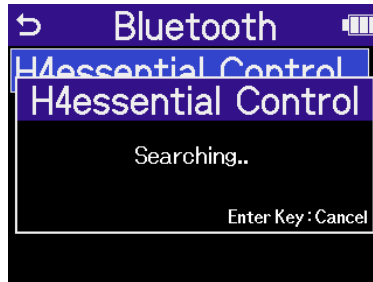 Bluetooth
H4essential Control
H4essential Control
Searching..
Enter Key:Cancel